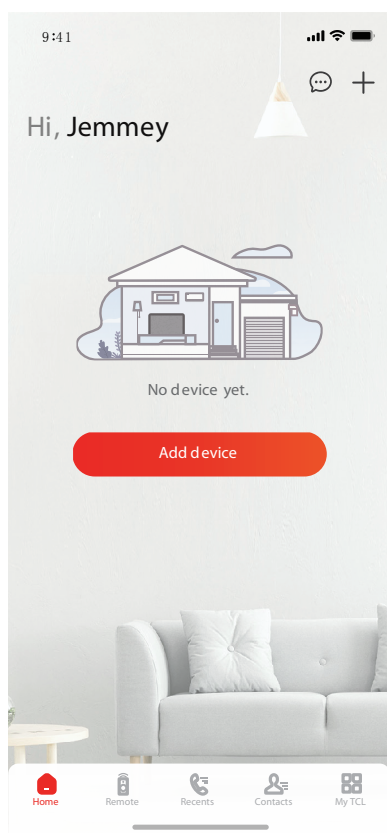 9:41
Hi, Jemmey
No device yet.
Add device
Home Remote Recents Contacts My TCL